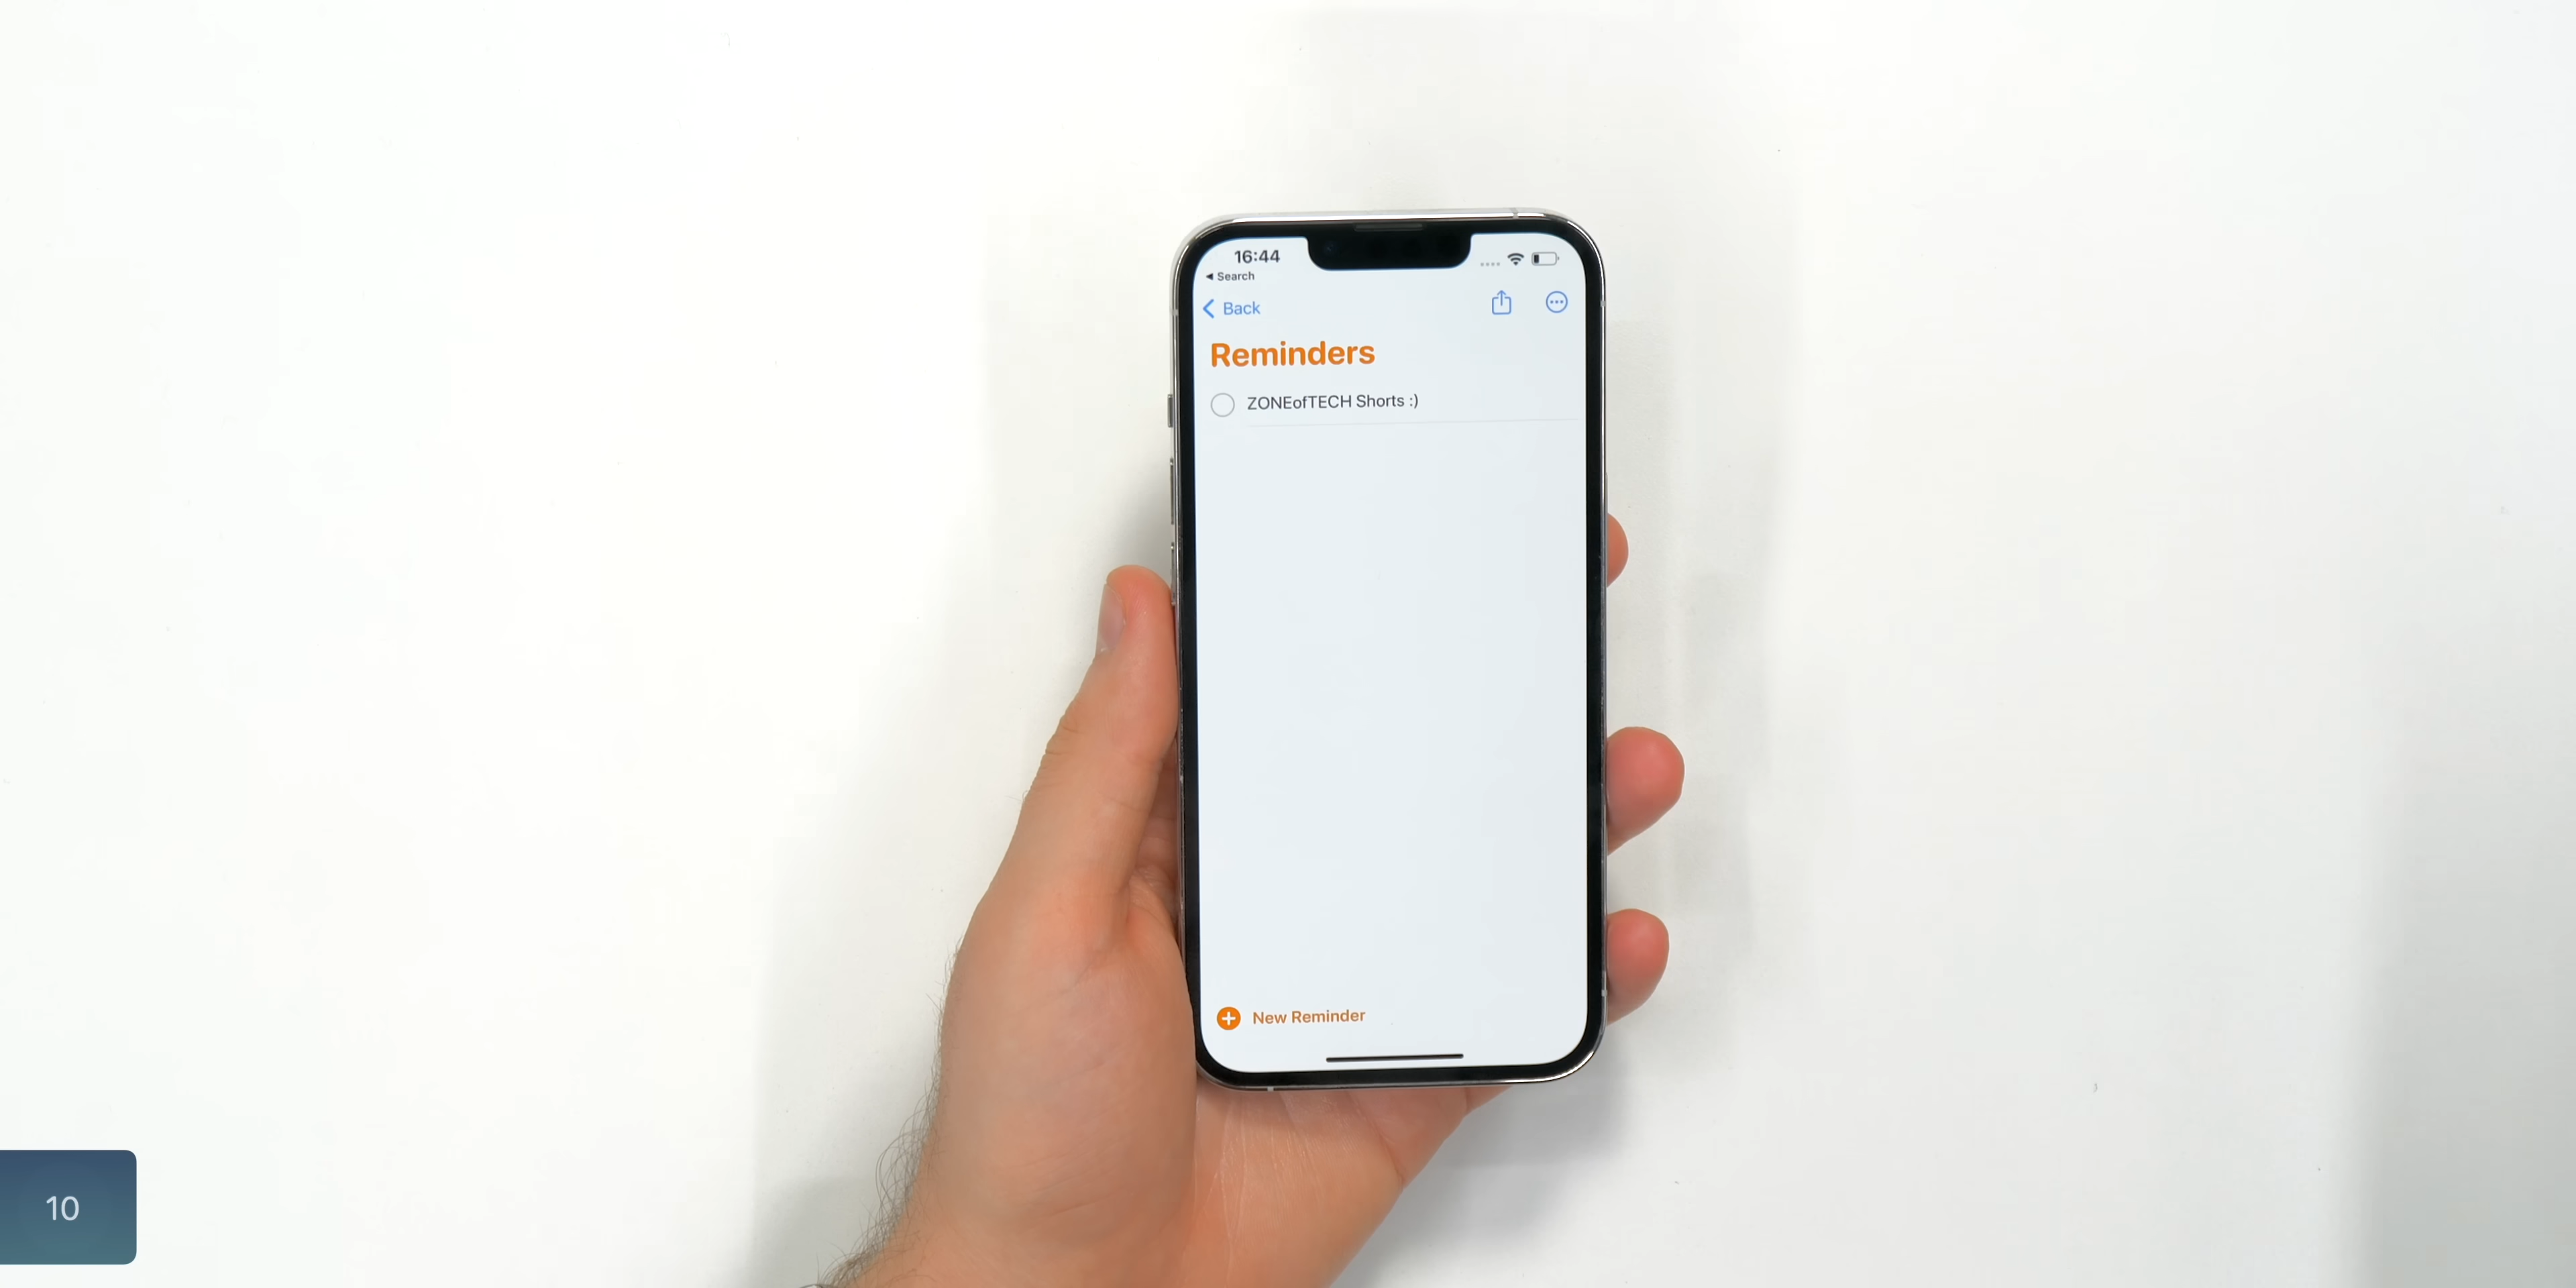 16:44
◀ Search
Back
Reminders
ZONEofTECH Shorts :)
New Reminder
10